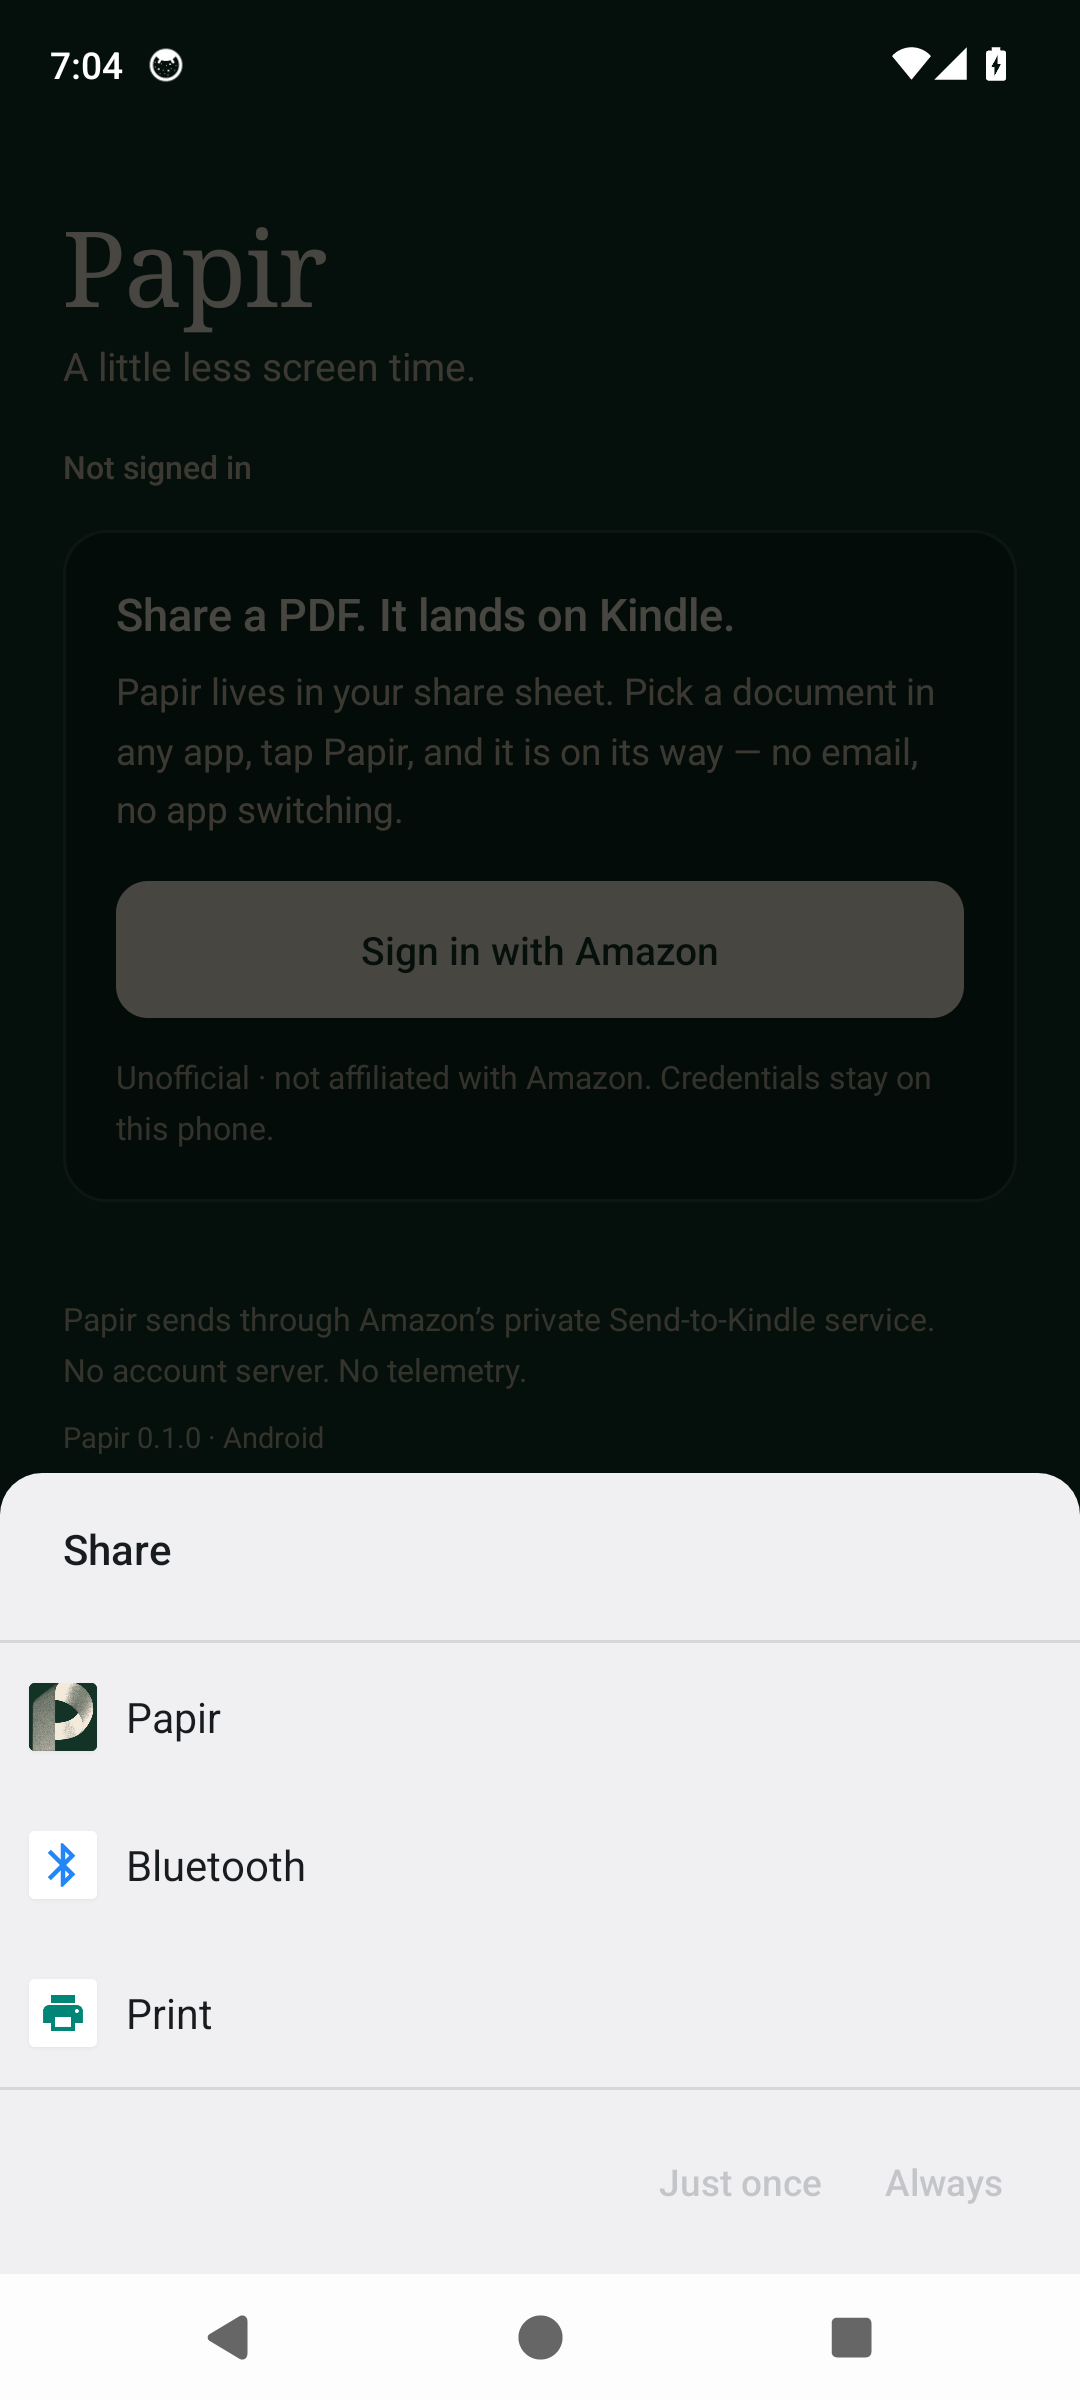 7:04
Papir
A little less screen time.
Not signed in
Share a PDF. It lands on Kindle.
Papir lives in your share sheet. Pick a document in
any app, tap Papir, and it is on its way — no email,
no app switching.
Sign in with Amazon
Unofficial · not affiliated with Amazon. Credentials stay on
this phone.
Papir sends through Amazon’s private Send-to-Kindle service.
No account server. No telemetry.
Papir 0.1.0 · Android
Share
Papir
Bluetooth
Print
Just once Always